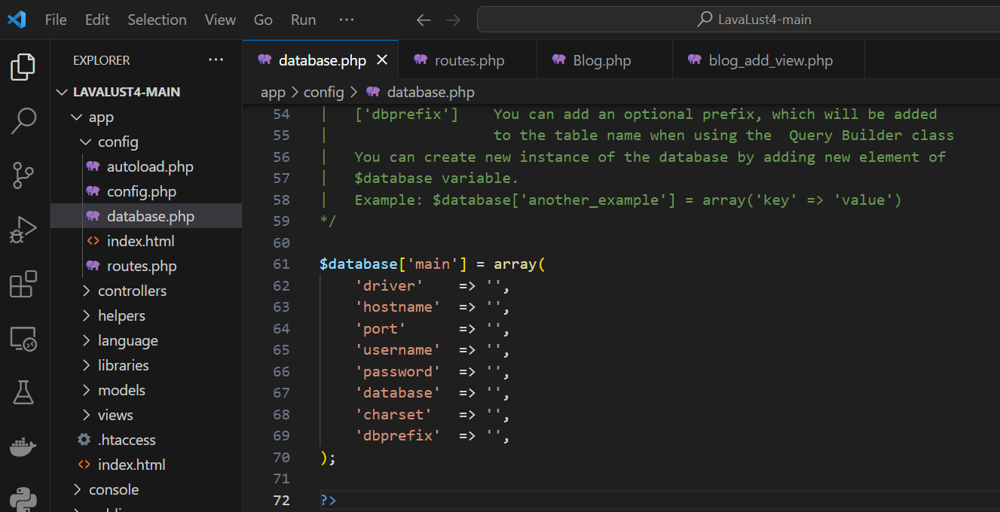 File Edit Selection View Go Run ···
LavaLust4-main
EXPLORER ···
LAVALUST4-MAIN
app
config
autoload.php
config.php
database.php
index.html
routes.php
controllers
helpers
language
libraries
models
views
.htaccess
index.html
console
database.php routes.php Blog.php blog_add_view.php
app > config > database.php
54 | ['dbprefix'] You can add an optional prefix, which will be added
55 | to the table name when using the Query Builder class
56 | You can create new instance of the database by adding new element of
57 | $database variable.
58 | Example: $database['another_example'] = array('key' => 'value')
59 */
60
61 $database['main'] = array(
62 'driver' => '',
63 'hostname' => '',
64 'port' => '',
65 'username' => '',
66 'password' => '',
67 'database' => '',
68 'charset' => '',
69 'dbprefix' => '',
70 );
71
72 ?>